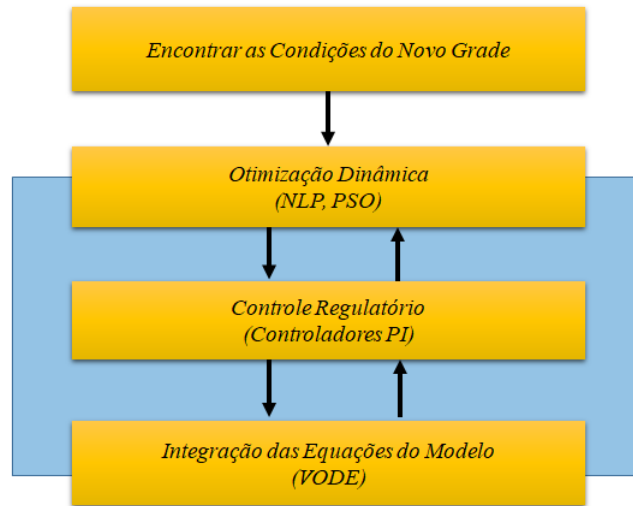 Encontrar as Condições do Novo Grade
Otimização Dinâmica
(NLP, PSO)
Controle Regulatório
(Controladores PI)
Integração das Equações do Modelo
(VODE)